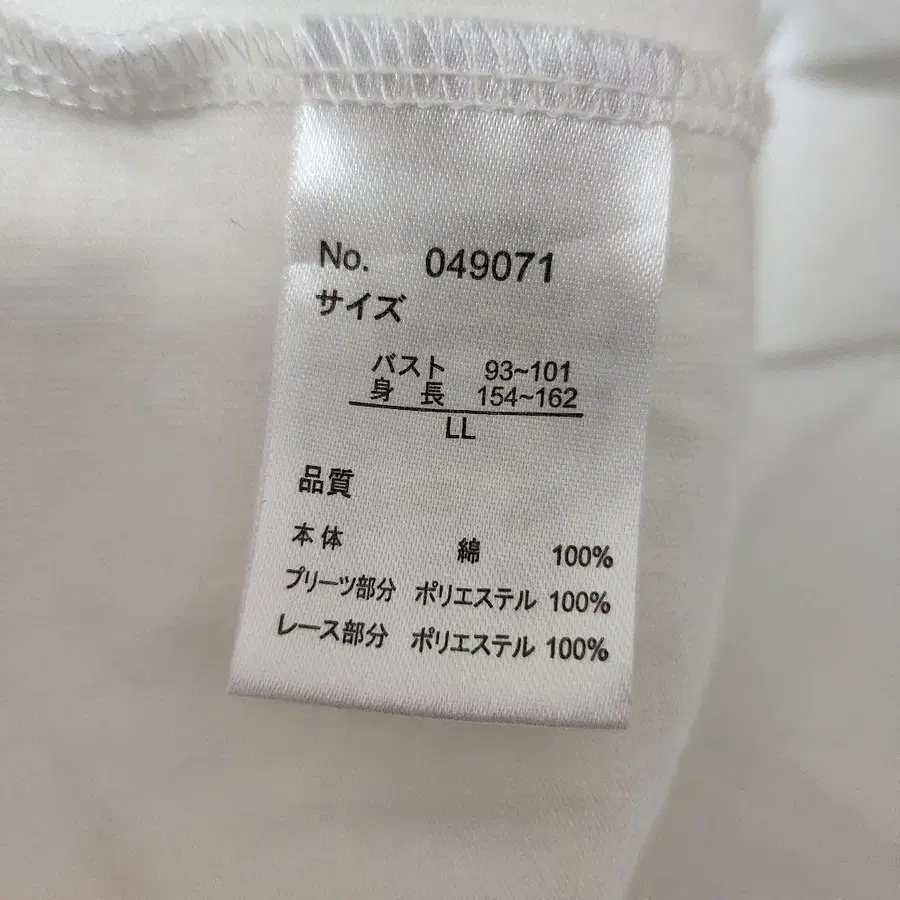 No. 049071
サイズ
バスト 93~101
身長 154~162
LL
品質
本体 綿 100%
プリーツ部分 ポリエステル 100%
レース部分 ポリエステル 100%